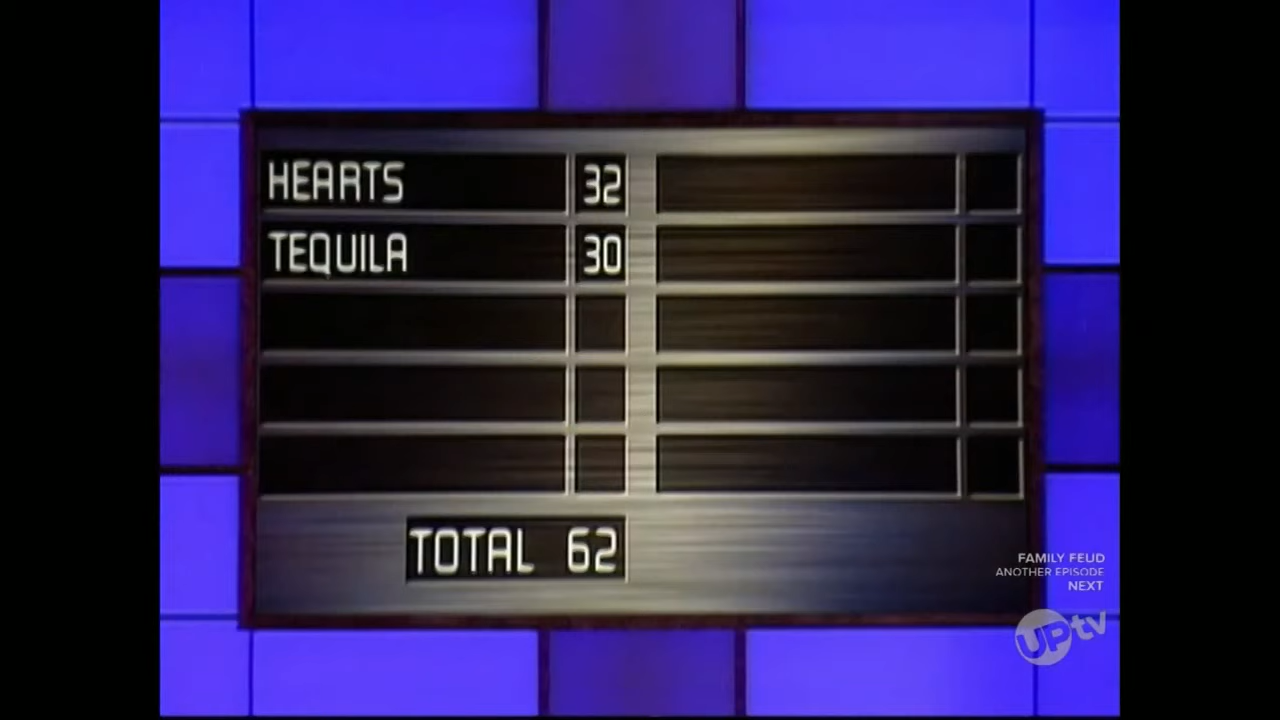 HEARTS 32
TEQUILA 30
TOTAL 62
FAMILY FEUD
ANOTHER EPISODE
NEXT
UPtv